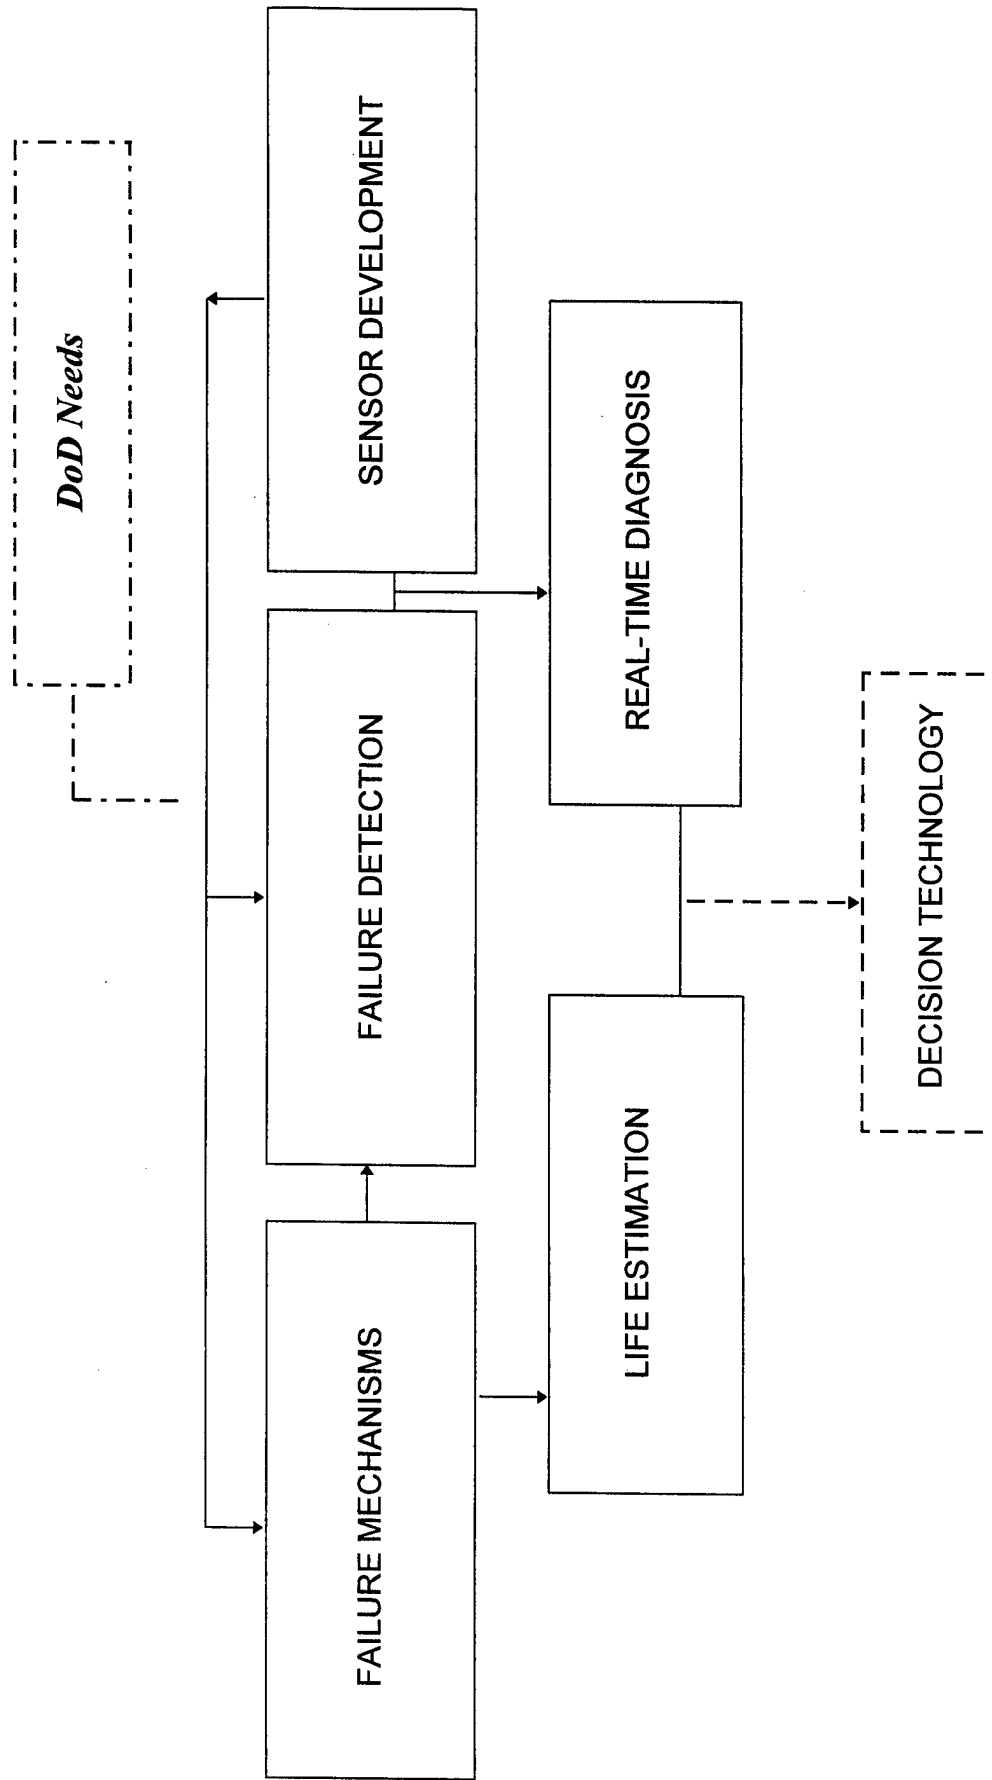 DoD Needs
FAILURE MECHANISMS
FAILURE DETECTION
SENSOR DEVELOPMENT
LIFE ESTIMATION
REAL-TIME DIAGNOSIS
DECISION TECHNOLOGY